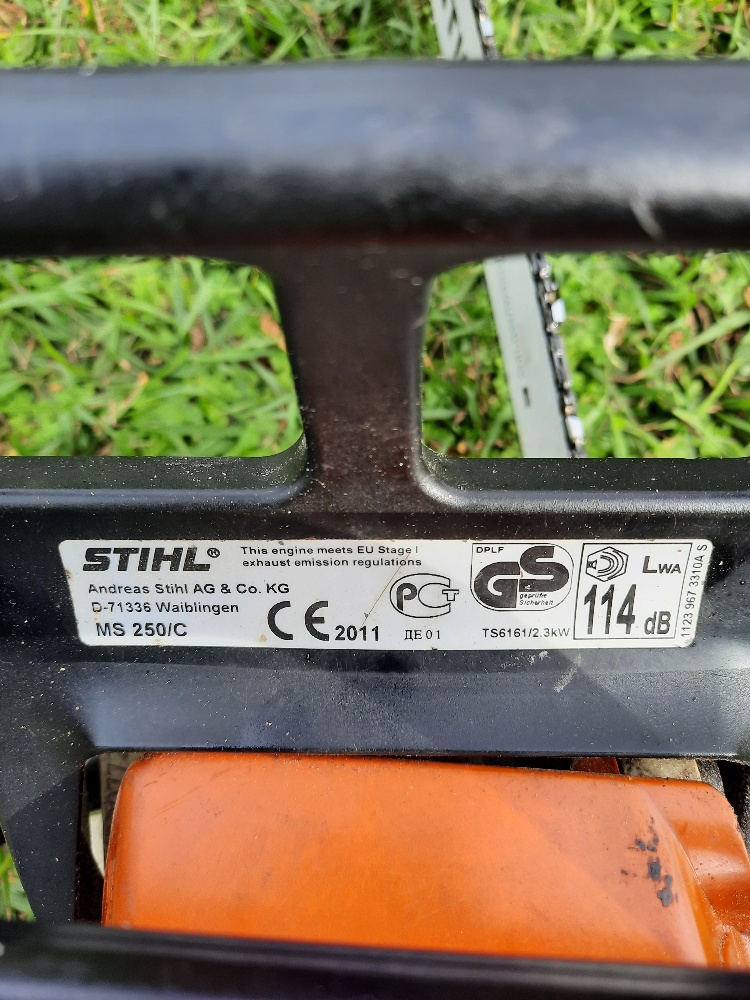 STIHL®
This engine meets EU Stage I
exhaust emission regulations
Andreas Stihl AG & Co. KG
D-71336 Waiblingen
MS 250/C
CE 2011
PCT
ДЕ 01
DPLF
GS
geprüfte
Sicherheit
TS6161/2.3kW
LWA
114 dB
1123 967 3310A S